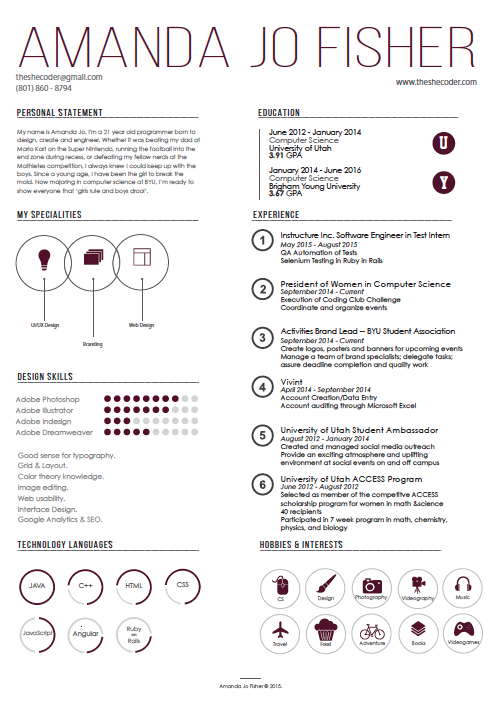 AMANDA JO FISHER
theshecoder@gmail.com
(801) 860 - 8794
www.theshecoder.com
PERSONAL STATEMENT
My name is Amanda Jo. I'm a 21 year old programmer born to
design, create and engineer. Whether it was beating my dad at
Mario Kart on the Super Nintendo, running the football into the
end zone during recess, or defeating my fellow nerds at the
Mathletes competition, I always knew I could keep up with the
boys. Since a young age, I have been the girl to break the
mold. Now majoring in computer science at BYU, I'm ready to
show everyone that 'girls rule and boys drool'.
MY SPECIALITIES
UI/UX Design
Branding
Web Design
DESIGN SKILLS
Adobe Photoshop
Adobe Illustrator
Adobe Indesign
Adobe Dreamweaver
Good sense for typography.
Grid & Layout.
Color theory knowledge.
Image editing.
Web usability.
Interface Design.
Google Analytics & SEO.
TECHNOLOGY LANGUAGES
JAVA
C++
HTML
CSS
JavaScript
Angular
Ruby
on
Rails
EDUCATION
June 2012 - January 2014
Computer Science
University of Utah
3.91 GPA
U
January 2014 - June 2016
Computer Science
Brigham Young University
3.67 GPA
Y
EXPERIENCE
1
Instructure Inc. Software Engineer in Test Intern
May 2015 - August 2015
QA Automation of Tests
Selenium Testing in Ruby in Rails
2
President of Women in Computer Science
September 2014 - Current
Execution of Coding Club Challenge
Coordinate and organize events
3
Activities Brand Lead -- BYU Student Association
September 2014 - Current
Create logos, posters and banners for upcoming events
Manage a team of brand specialists; delegate tasks;
assure deadline completion and quality work
4
Vivint
April 2014 - September 2014
Account Creation/Data Entry
Account auditing through Microsoft Excel
5
University of Utah Student Ambassador
August 2012 - January 2014
Created and managed social media outreach
Provide an exciting atmosphere and uplifting
environment at social events on and off campus
6
University of Utah ACCESS Program
June 2012 - August 2012
Selected as member of the competitive ACCESS
scholarship program for women in math &science
40 recipients
Participated in 7 week program in math, chemistry,
physics, and biology
HOBBIES & INTERESTS
CS
Design
Photography
Videography
Music
Travel
Food
Adventure
Books
Videogames
Amanda Jo Fisher © 2015.